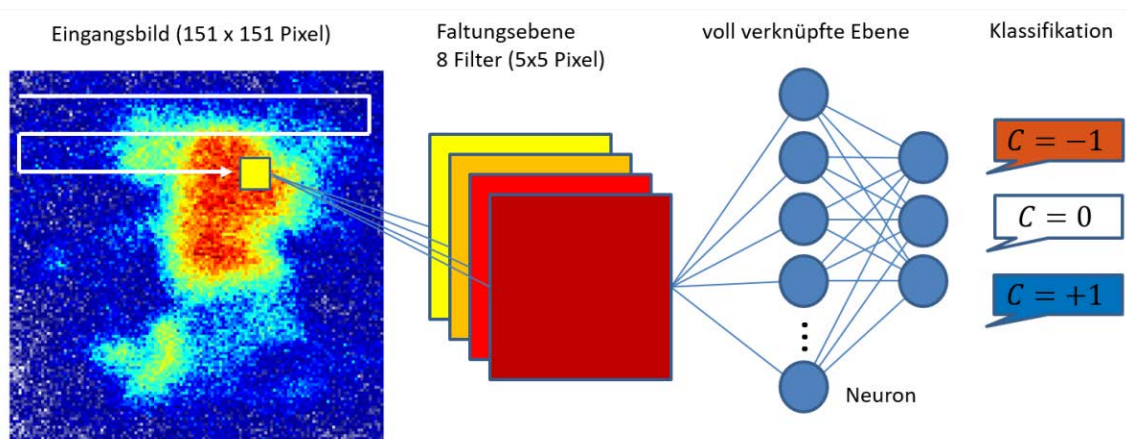 Eingangsbild (151 x 151 Pixel)
Faltungsebene
8 Filter (5x5 Pixel)
voll verknüpfte Ebene
Klassifikation
C = −1
C = 0
C = +1
Neuron